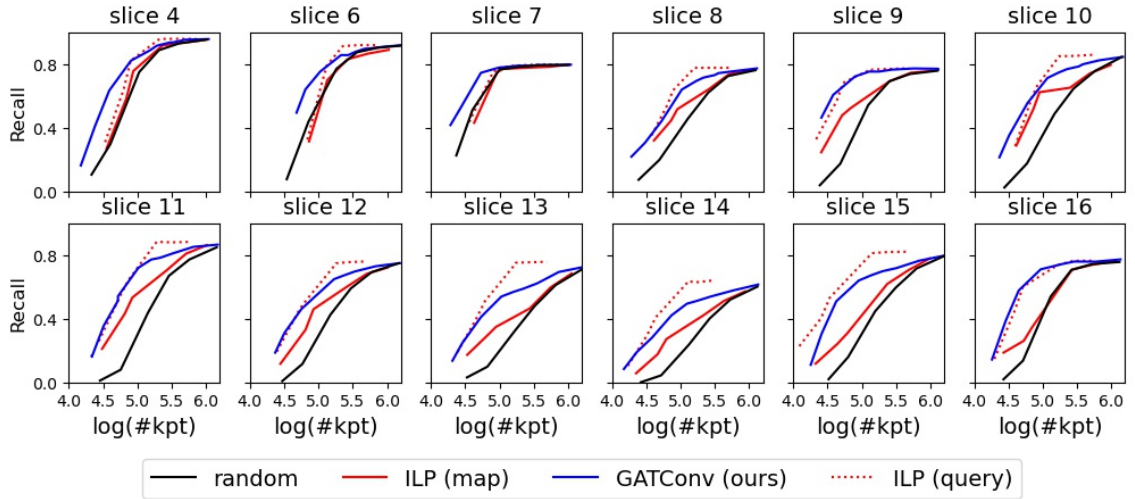 slice 4 slice 6 slice 7 slice 8 slice 9 slice 10
Recall
0.8
0.4
0.0
slice 11 slice 12 slice 13 slice 14 slice 15 slice 16
Recall
0.8
0.4
0.0
4.0 4.5 5.0 5.5 6.0 4.0 4.5 5.0 5.5 6.0 4.0 4.5 5.0 5.5 6.0 4.0 4.5 5.0 5.5 6.0 4.0 4.5 5.0 5.5 6.0 4.0 4.5 5.0 5.5 6.0
log(#kpt) log(#kpt) log(#kpt) log(#kpt) log(#kpt) log(#kpt)
random ILP (map) GATConv (ours) ILP (query)